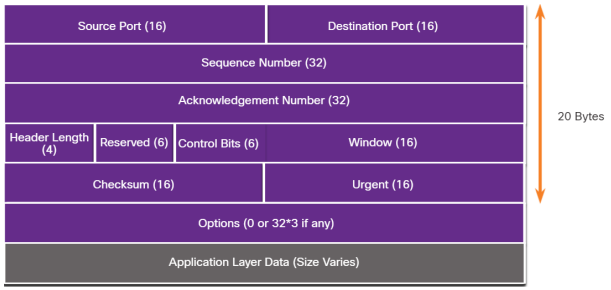 Source Port (16)
Destination Port (16)
Sequence Number (32)
Acknowledgement Number (32)
Header Length
(4)
Reserved (6)
Control Bits (6)
Window (16)
Checksum (16)
Urgent (16)
Options (0 or 32*3 if any)
Application Layer Data (Size Varies)
20 Bytes